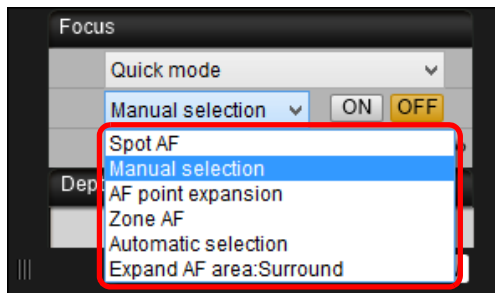 Focus
Quick mode
Manual selection ON OFF
Spot AF
Manual selection
AF point expansion
Zone AF
Automatic selection
Expand AF area:Surround